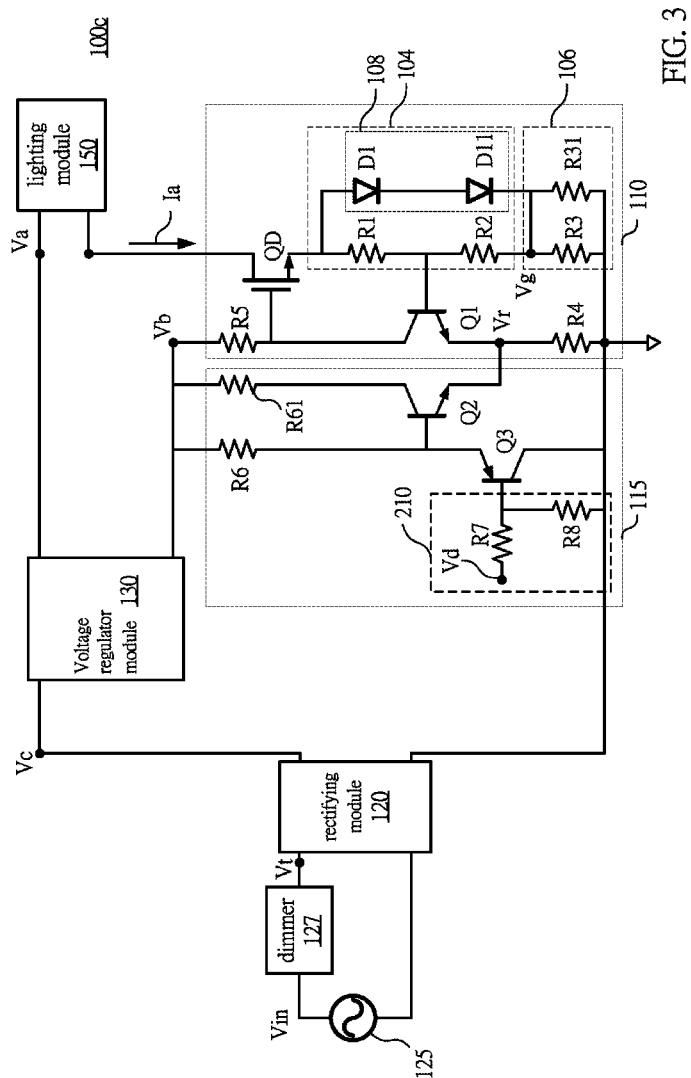 100c
lighting
module
150
Va
Ia
108
104
D1
D11
QD
R1
R2
Vg
106
R31
R3
110
Vb
R5
Q1
Vr
R4
R61
Q2
R6
Q3
210
Vd
R7
R8
115
Voltage
regulator
module
130
Vc
rectifying
module
120
Vt
dimmer
127
Vin
125
FIG. 3